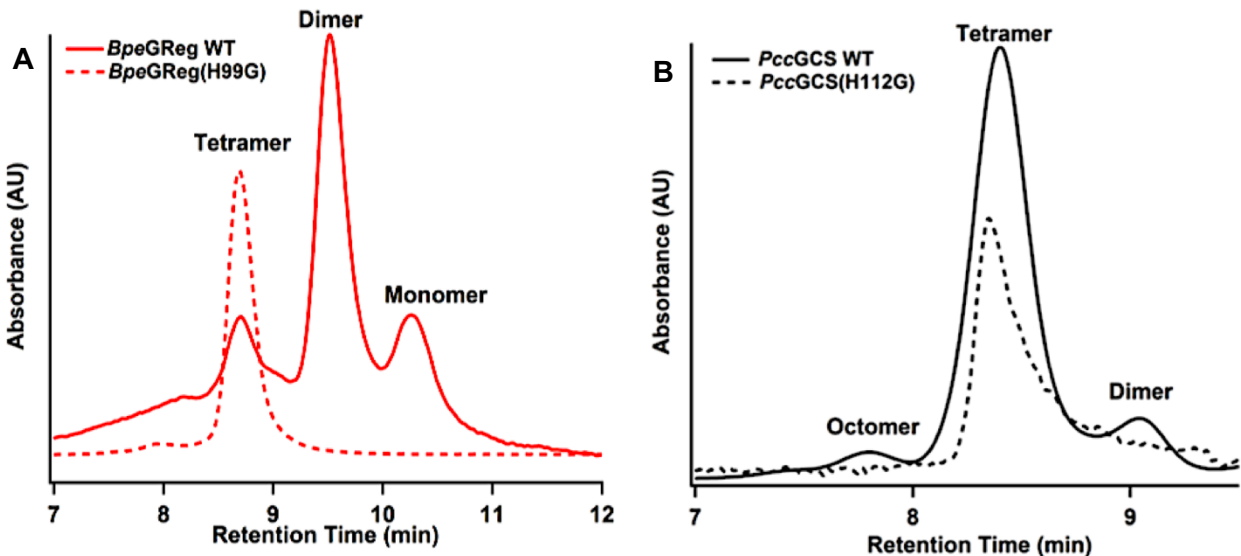 A
BpeGReg WT
BpeGReg(H99G)
Dimer
Tetramer
Monomer
Absorbance (AU)
7 8 9 10 11 12
Retention Time (min)
B
PccGCS WT
PccGCS(H112G)
Tetramer
Octomer
Dimer
Absorbance (AU)
7 8 9
Retention Time (min)